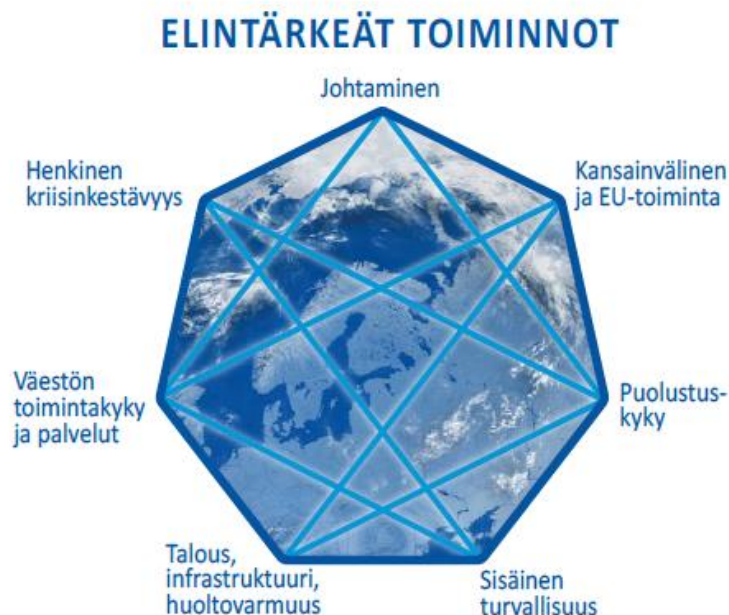 ELINTÄRKEÄT TOIMINNOT
Johtaminen
Henkinen
kriisinkestävyys
Kansainvälinen
ja EU-toiminta
Väestön
toimintakyky
ja palvelut
Puolustus-
kyky
Talous,
infrastruktuuri,
huoltovarmuus
Sisäinen
turvallisuus